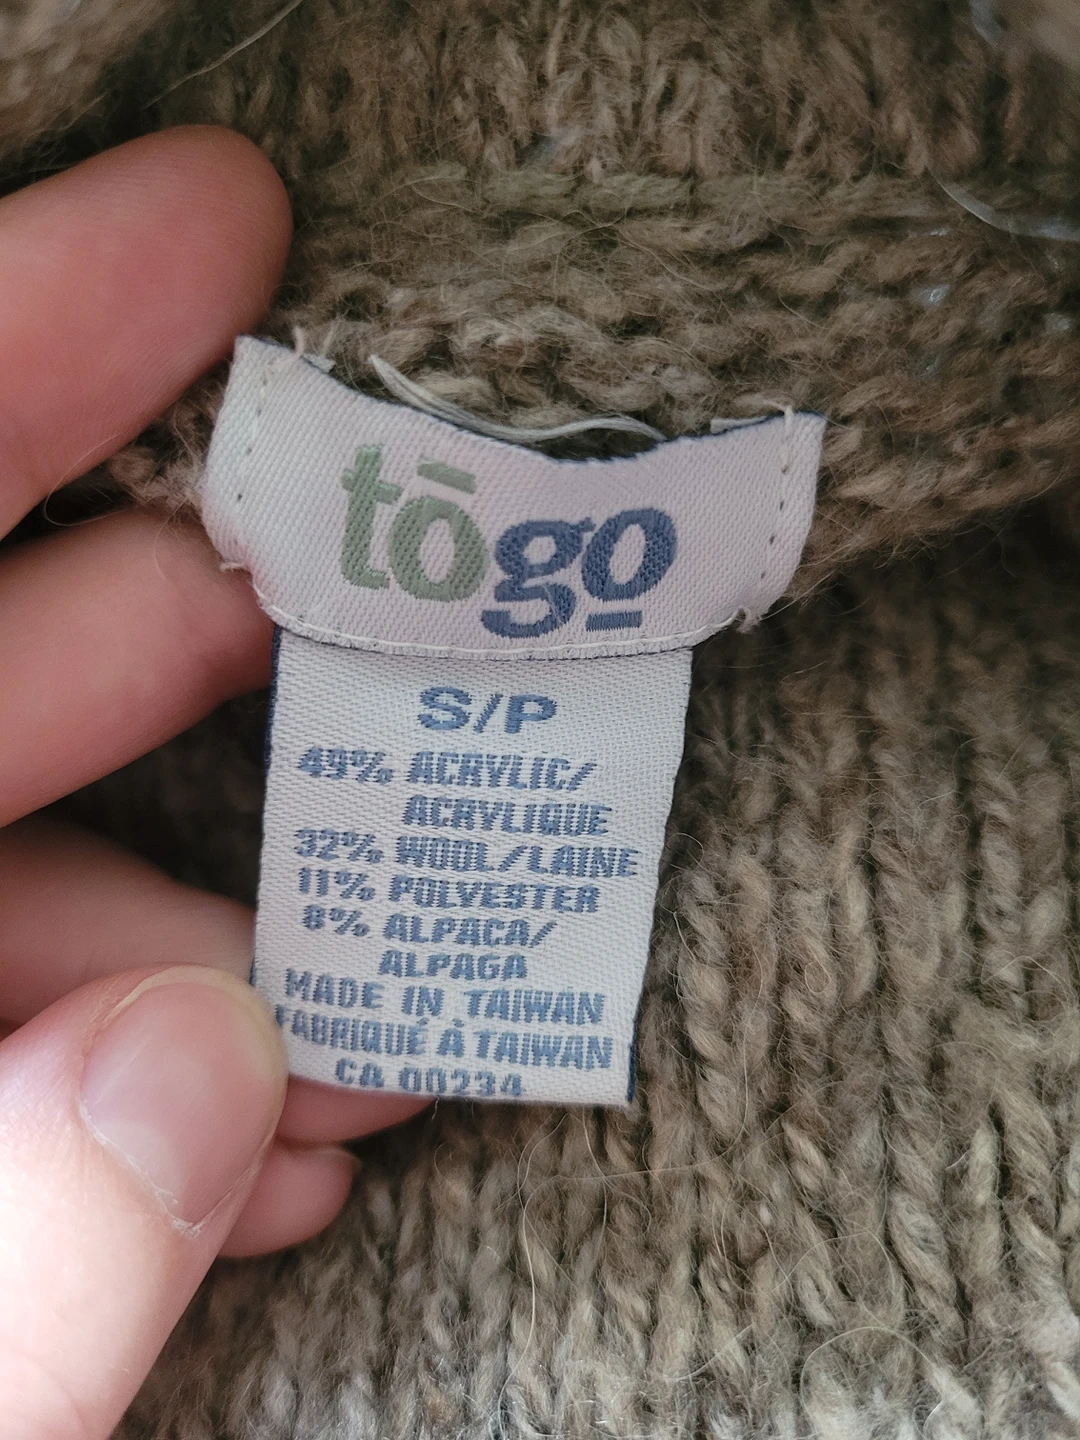 tōgo
S/P
49% ACRYLIC/
ACRYLIQUE
32% WOOL/LAINE
11% POLYESTER
8% ALPACA/
ALPAGA
MADE IN TAIWAN
FABRIQUÉ À TAIWAN
CA 00234